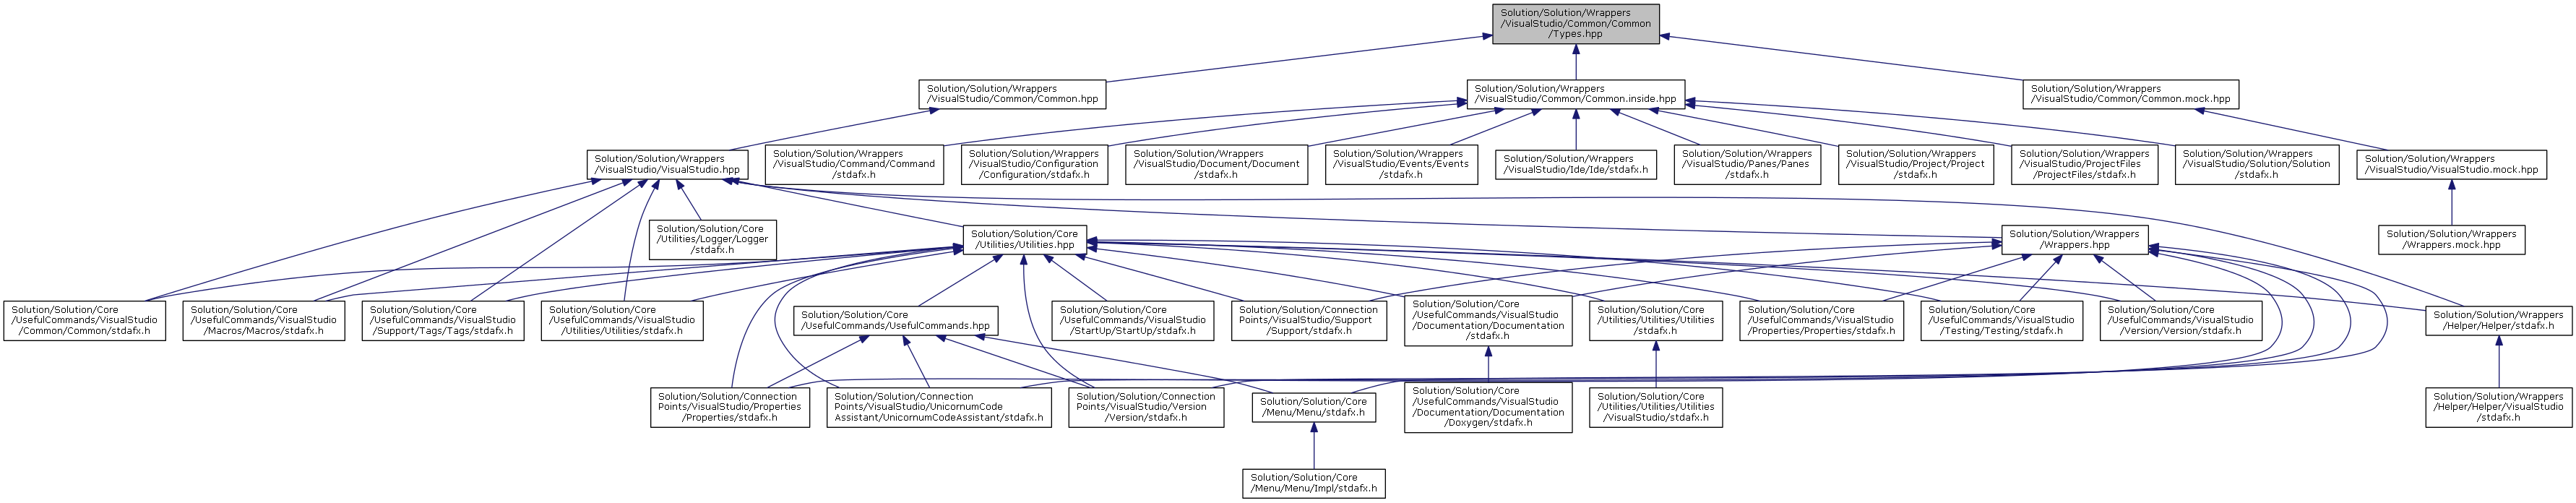 Solution/Solution/Wrappers
/VisualStudio/Common/Common
/Types.hpp
Solution/Solution/Wrappers
/VisualStudio/Common/Common.hpp
Solution/Solution/Wrappers
/VisualStudio/Common/Common.inside.hpp
Solution/Solution/Wrappers
/VisualStudio/Common/Common.mock.hpp
Solution/Solution/Wrappers
/VisualStudio/VisualStudio.hpp
Solution/Solution/Wrappers
/VisualStudio/Command/Command
/stdafx.h
Solution/Solution/Wrappers
/VisualStudio/Configuration
/Configuration/stdafx.h
Solution/Solution/Wrappers
/VisualStudio/Document/Document
/stdafx.h
Solution/Solution/Wrappers
/VisualStudio/Events/Events
/stdafx.h
Solution/Solution/Wrappers
/VisualStudio/Ide/Ide/stdafx.h
Solution/Solution/Wrappers
/VisualStudio/Panes/Panes
/stdafx.h
Solution/Solution/Wrappers
/VisualStudio/Project/Project
/stdafx.h
Solution/Solution/Wrappers
/VisualStudio/ProjectFiles
/ProjectFiles/stdafx.h
Solution/Solution/Wrappers
/VisualStudio/Solution/Solution
/stdafx.h
Solution/Solution/Wrappers
/VisualStudio/VisualStudio.mock.hpp
Solution/Solution/Core
/Utilities/Logger/Logger
/stdafx.h
Solution/Solution/Core
/Utilities/Utilities.hpp
Solution/Solution/Wrappers
/Wrappers.hpp
Solution/Solution/Wrappers
/Wrappers.mock.hpp
Solution/Solution/Core
/UsefulCommands/VisualStudio
/Common/Common/stdafx.h
Solution/Solution/Core
/UsefulCommands/VisualStudio
/Macros/Macros/stdafx.h
Solution/Solution/Core
/UsefulCommands/VisualStudio
/Support/Tags/Tags/stdafx.h
Solution/Solution/Core
/UsefulCommands/VisualStudio
/Utilities/Utilities/stdafx.h
Solution/Solution/Core
/UsefulCommands/UsefulCommands.hpp
Solution/Solution/Core
/UsefulCommands/VisualStudio
/StartUp/StartUp/stdafx.h
Solution/Solution/Connection
Points/VisualStudio/Support
/Support/stdafx.h
Solution/Solution/Core
/UsefulCommands/VisualStudio
/Documentation/Documentation
/stdafx.h
Solution/Solution/Core
/Utilities/Utilities/Utilities
/stdafx.h
Solution/Solution/Core
/UsefulCommands/VisualStudio
/Properties/Properties/stdafx.h
Solution/Solution/Core
/UsefulCommands/VisualStudio
/Testing/Testing/stdafx.h
Solution/Solution/Core
/UsefulCommands/VisualStudio
/Version/Version/stdafx.h
Solution/Solution/Wrappers
/Helper/Helper/stdafx.h
Solution/Solution/Connection
Points/VisualStudio/Properties
/Properties/stdafx.h
Solution/Solution/Connection
Points/VisualStudio/UnicornumCode
Assistant/UnicornumCodeAssistant/stdafx.h
Solution/Solution/Connection
Points/VisualStudio/Version
/Version/stdafx.h
Solution/Solution/Core
/Menu/Menu/stdafx.h
Solution/Solution/Core
/UsefulCommands/VisualStudio
/Documentation/Documentation
/Doxygen/stdafx.h
Solution/Solution/Core
/Utilities/Utilities/Utilities
/VisualStudio/stdafx.h
Solution/Solution/Wrappers
/Helper/Helper/VisualStudio
/stdafx.h
Solution/Solution/Core
/Menu/Menu/Impl/stdafx.h